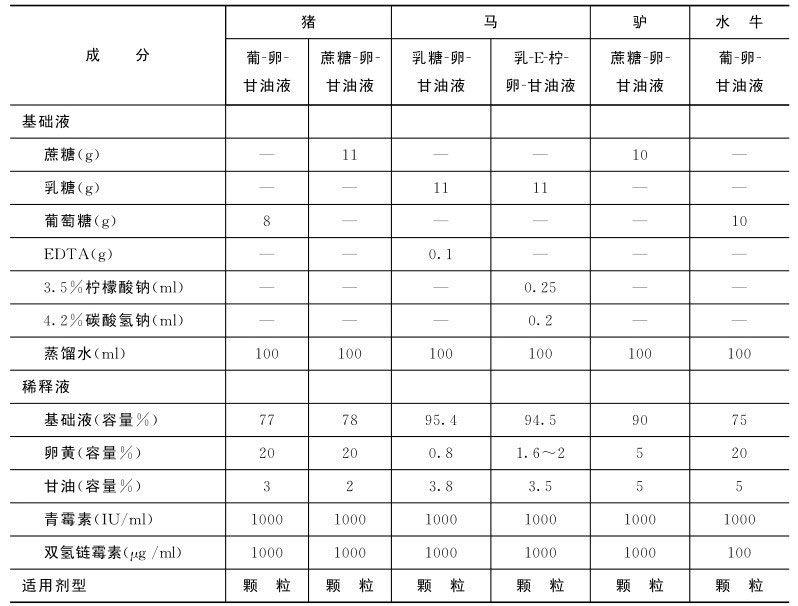 成 分 猪 马 驴 水 牛
葡-卵- 蔗糖-卵- 乳糖-卵- 乳-E-柠- 蔗糖-卵- 葡-卵-
甘油液 甘油液 甘油液 卵-甘油液 甘油液 甘油液
基础液
蔗糖(g) — 11 — — 10 —
乳糖(g) — — 11 11 — —
葡萄糖(g) 8 — — — — 10
EDTA(g) — — 0.1 — — —
3.5%柠檬酸钠(ml) — — — 0.25 — —
4.2%碳酸氢钠(ml) — — — 0.2 — —
蒸馏水(ml) 100 100 100 100 100 100
稀释液
基础液(容量%) 77 78 95.4 94.5 90 75
卵黄(容量%) 20 20 0.8 1.6～2 5 20
甘油(容量%) 3 2 3.8 3.5 5 5
青霉素(IU/ml) 1000 1000 1000 1000 1000 1000
双氢链霉素(μg /ml) 1000 1000 1000 1000 1000 100
适用剂型 颗 粒 颗 粒 颗 粒 颗 粒 颗 粒 颗 粒